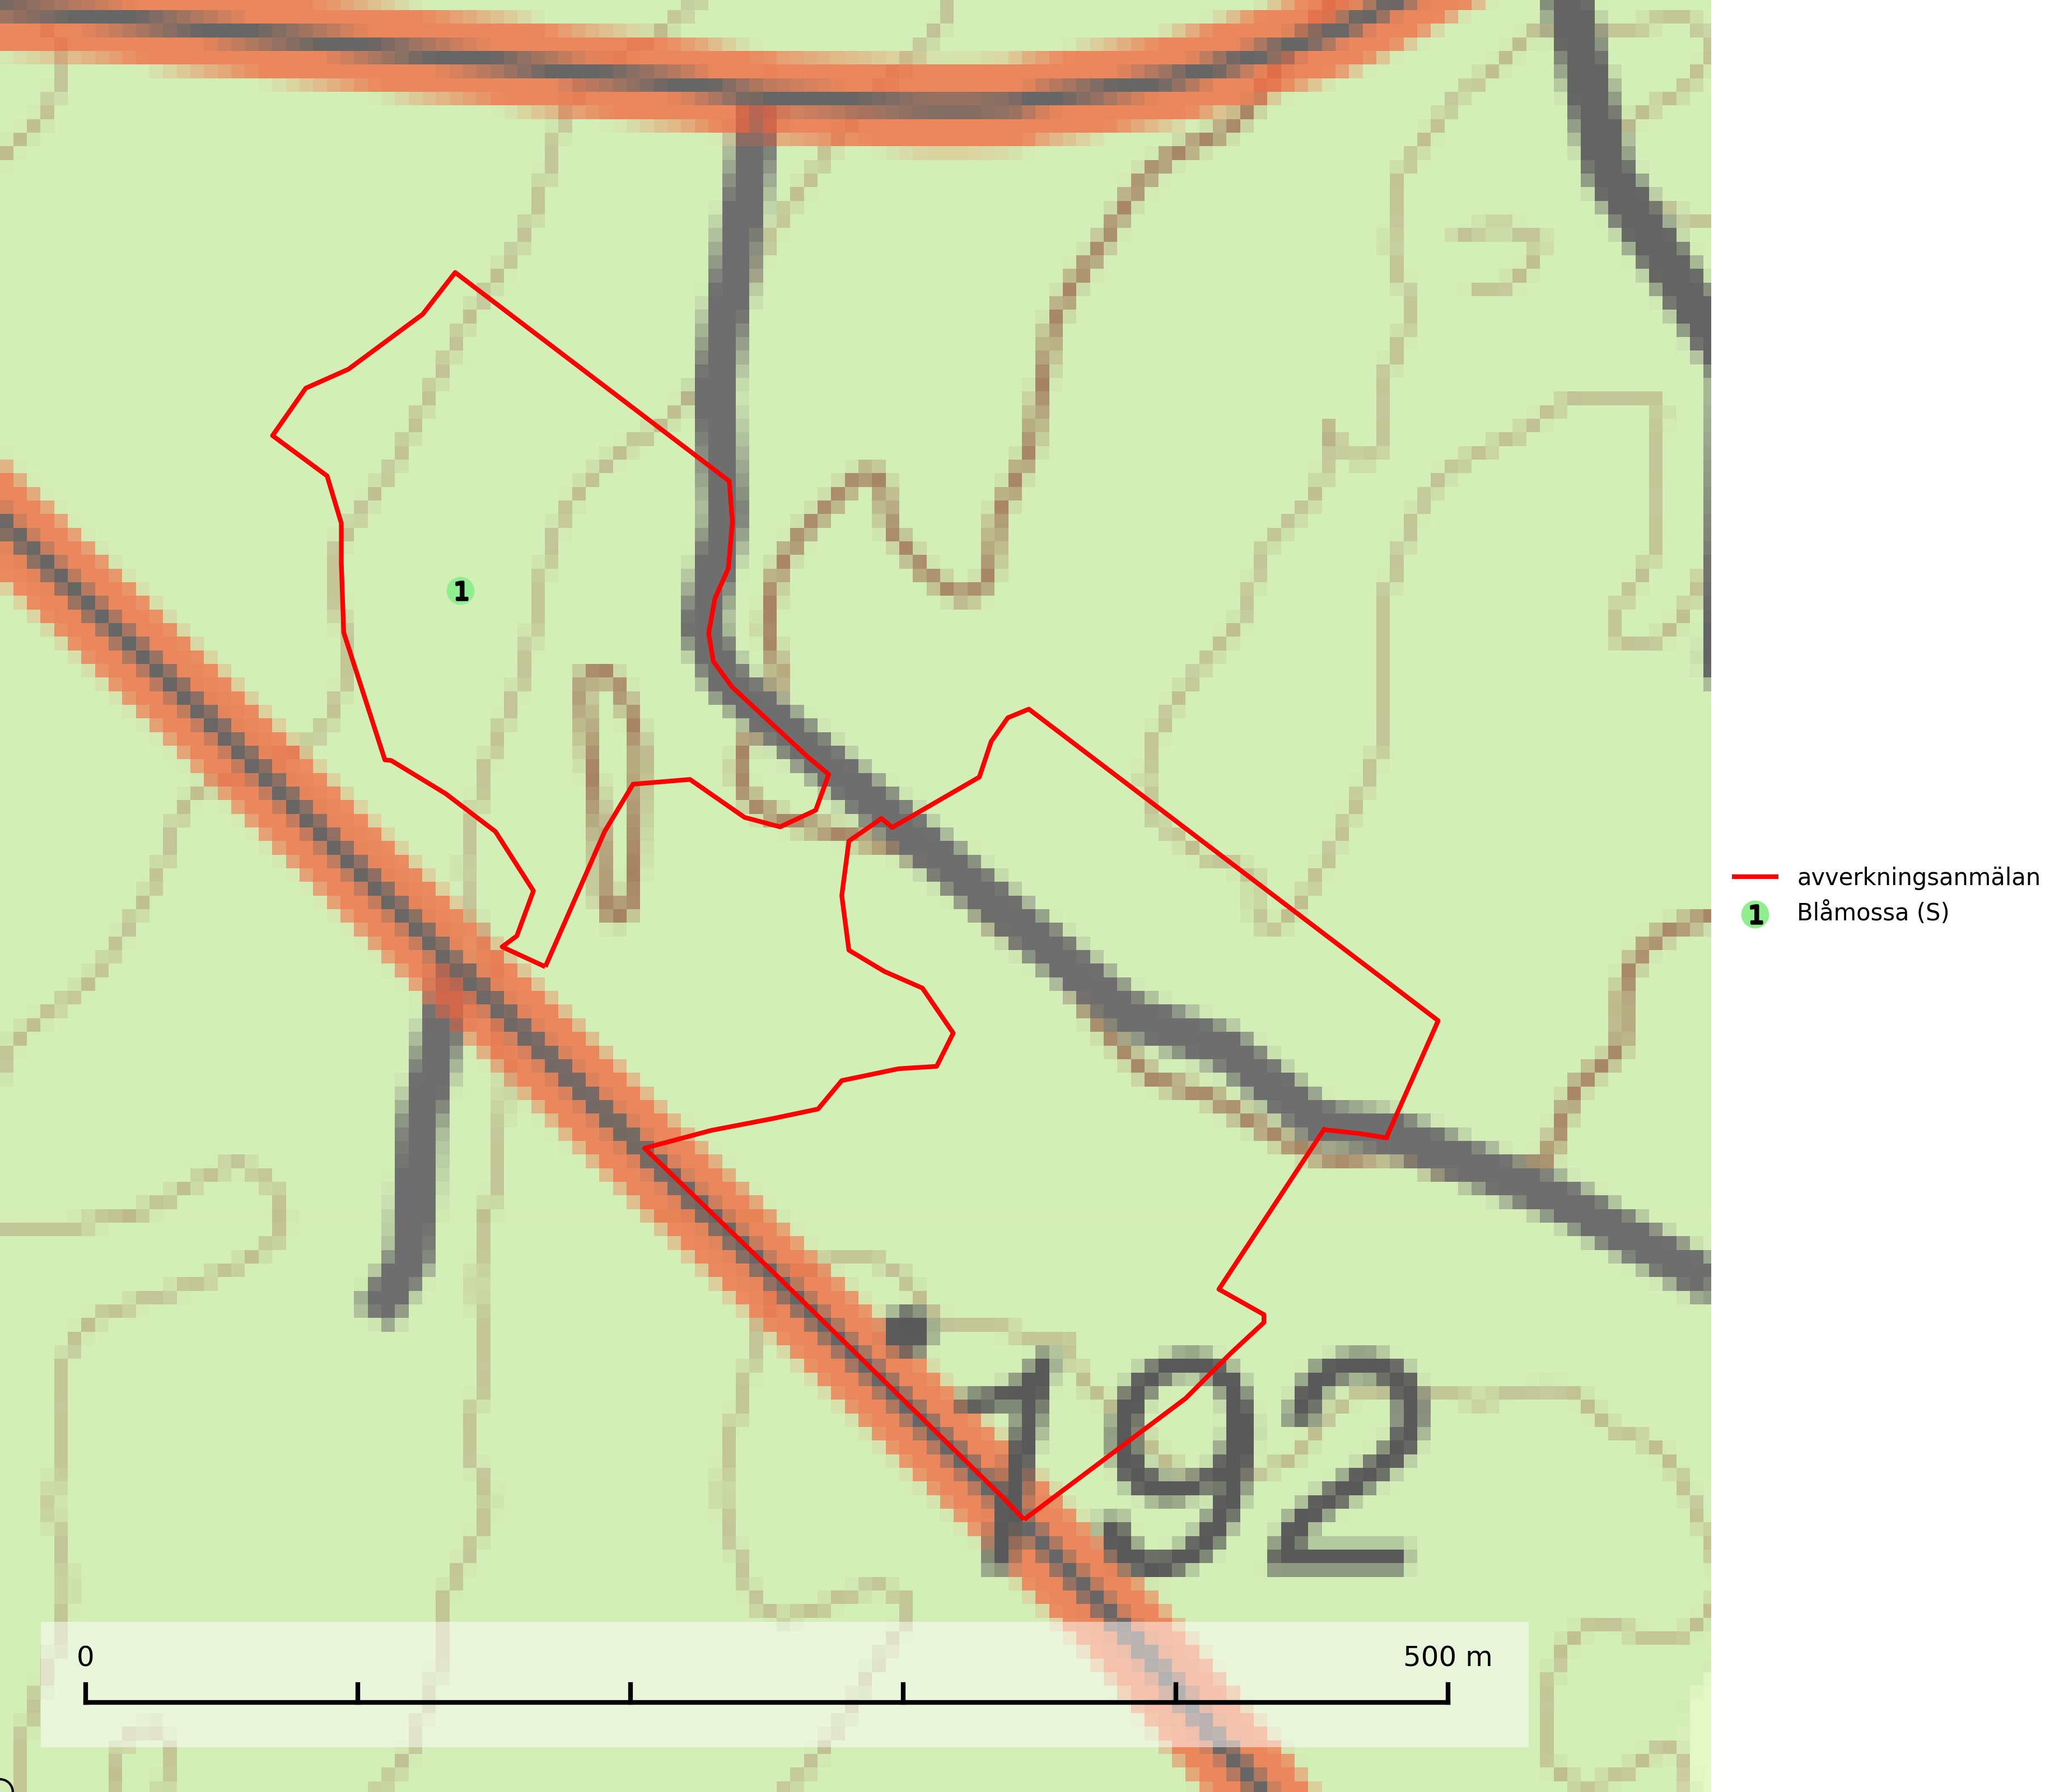 1
avverkningsanmälan
1 Blåmossa (S)
192
0 500 m